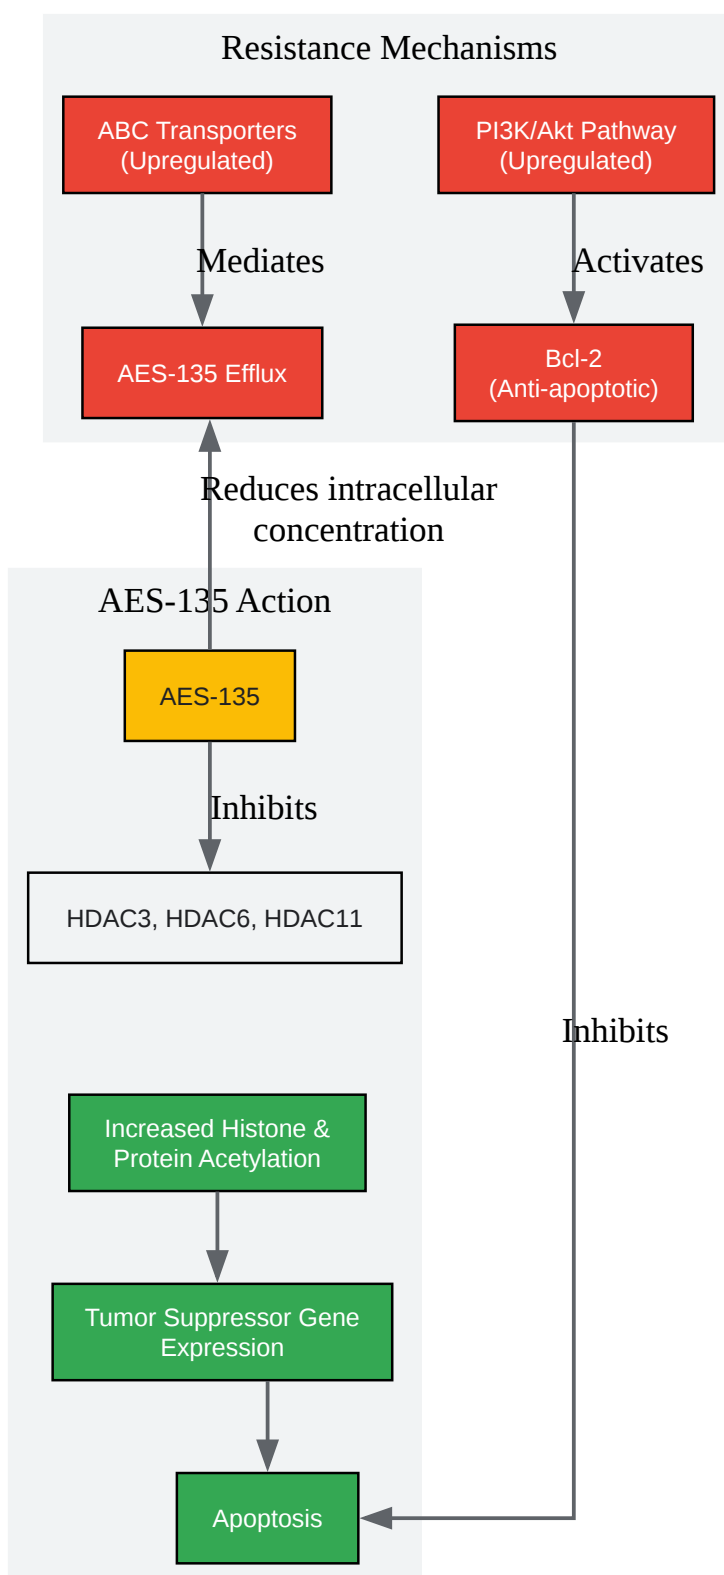 Resistance Mechanisms
ABC Transporters
(Upregulated)
PI3K/Akt Pathway
(Upregulated)
Mediates
Activates
AES-135 Efflux
Bcl-2
(Anti-apoptotic)
Reduces intracellular
concentration
AES-135 Action
AES-135
Inhibits
HDAC3, HDAC6, HDAC11
Inhibits
Increased Histone &
Protein Acetylation
Tumor Suppressor Gene
Expression
Apoptosis